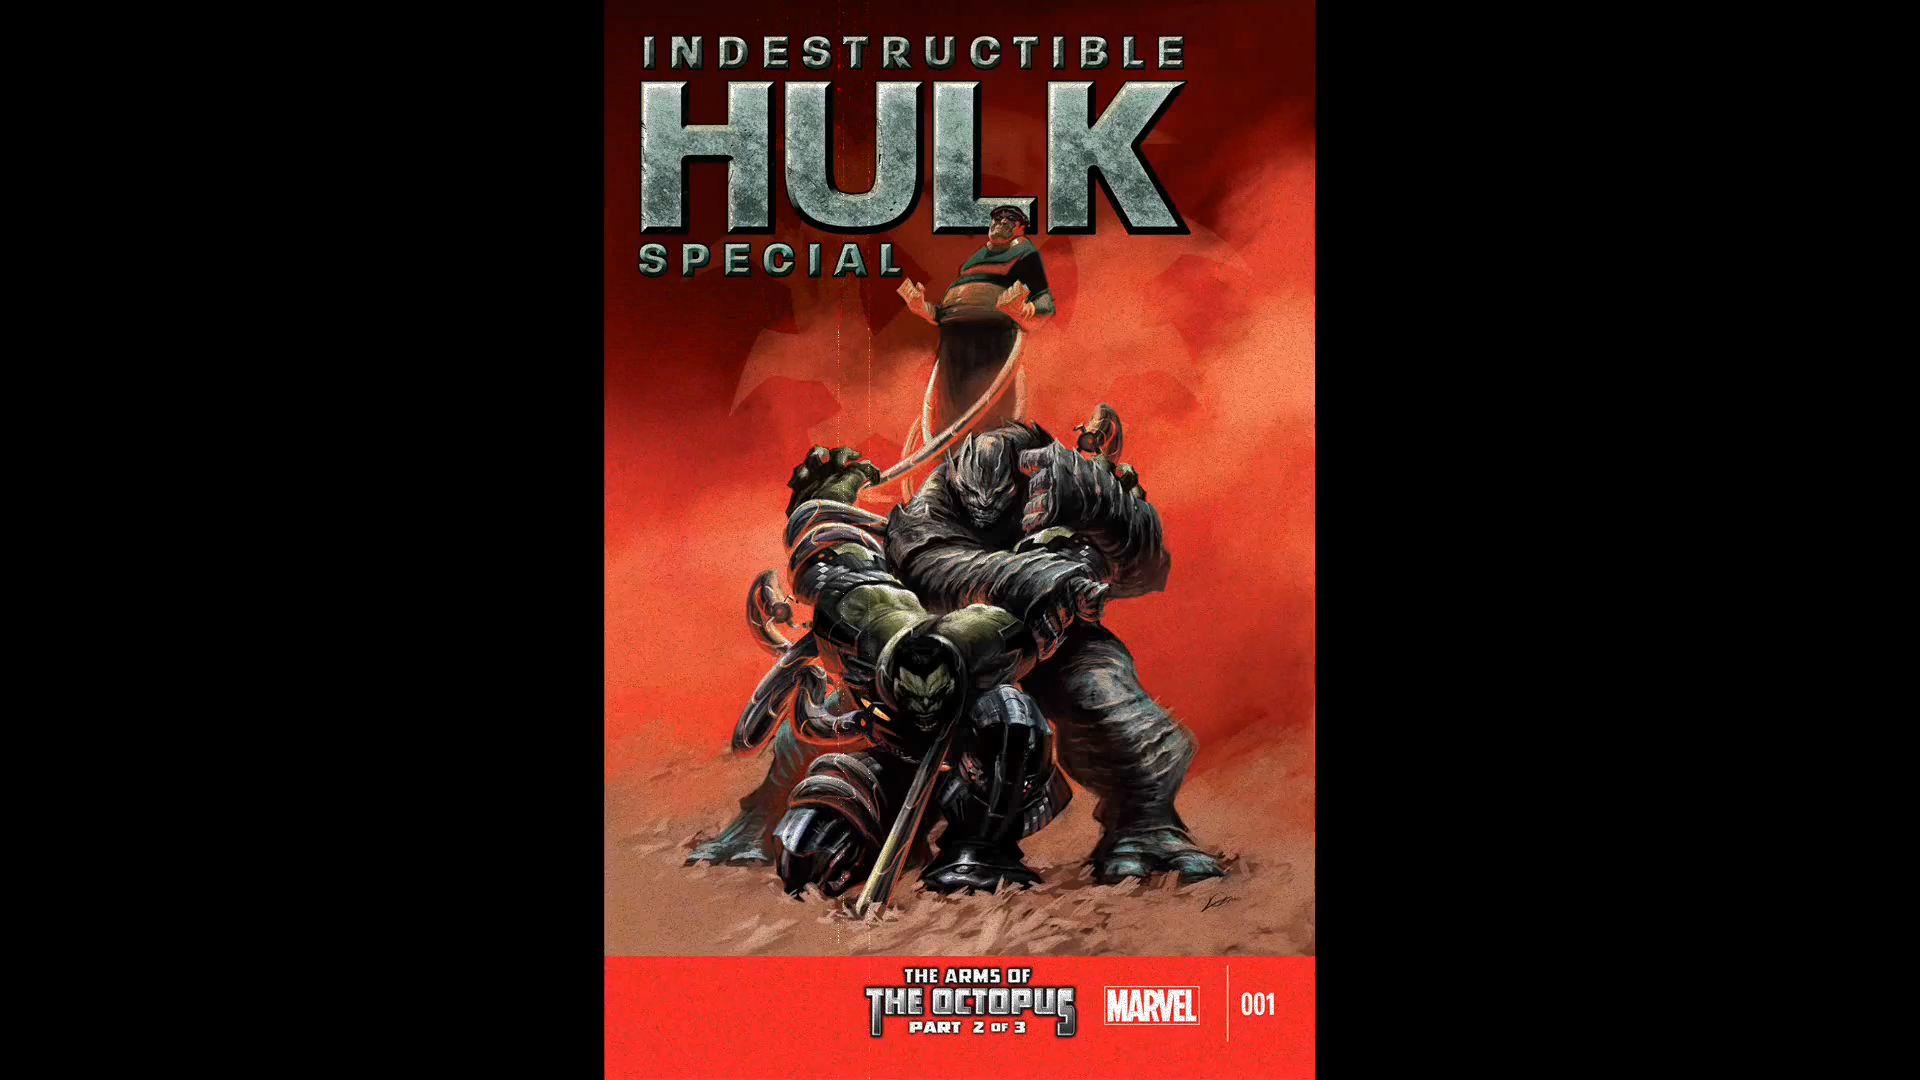 INDESTRUCTIBLE
HULK
SPECIAL
THE ARMS OF
THE OCTOPUS
PART 2 OF 3
MARVEL
001